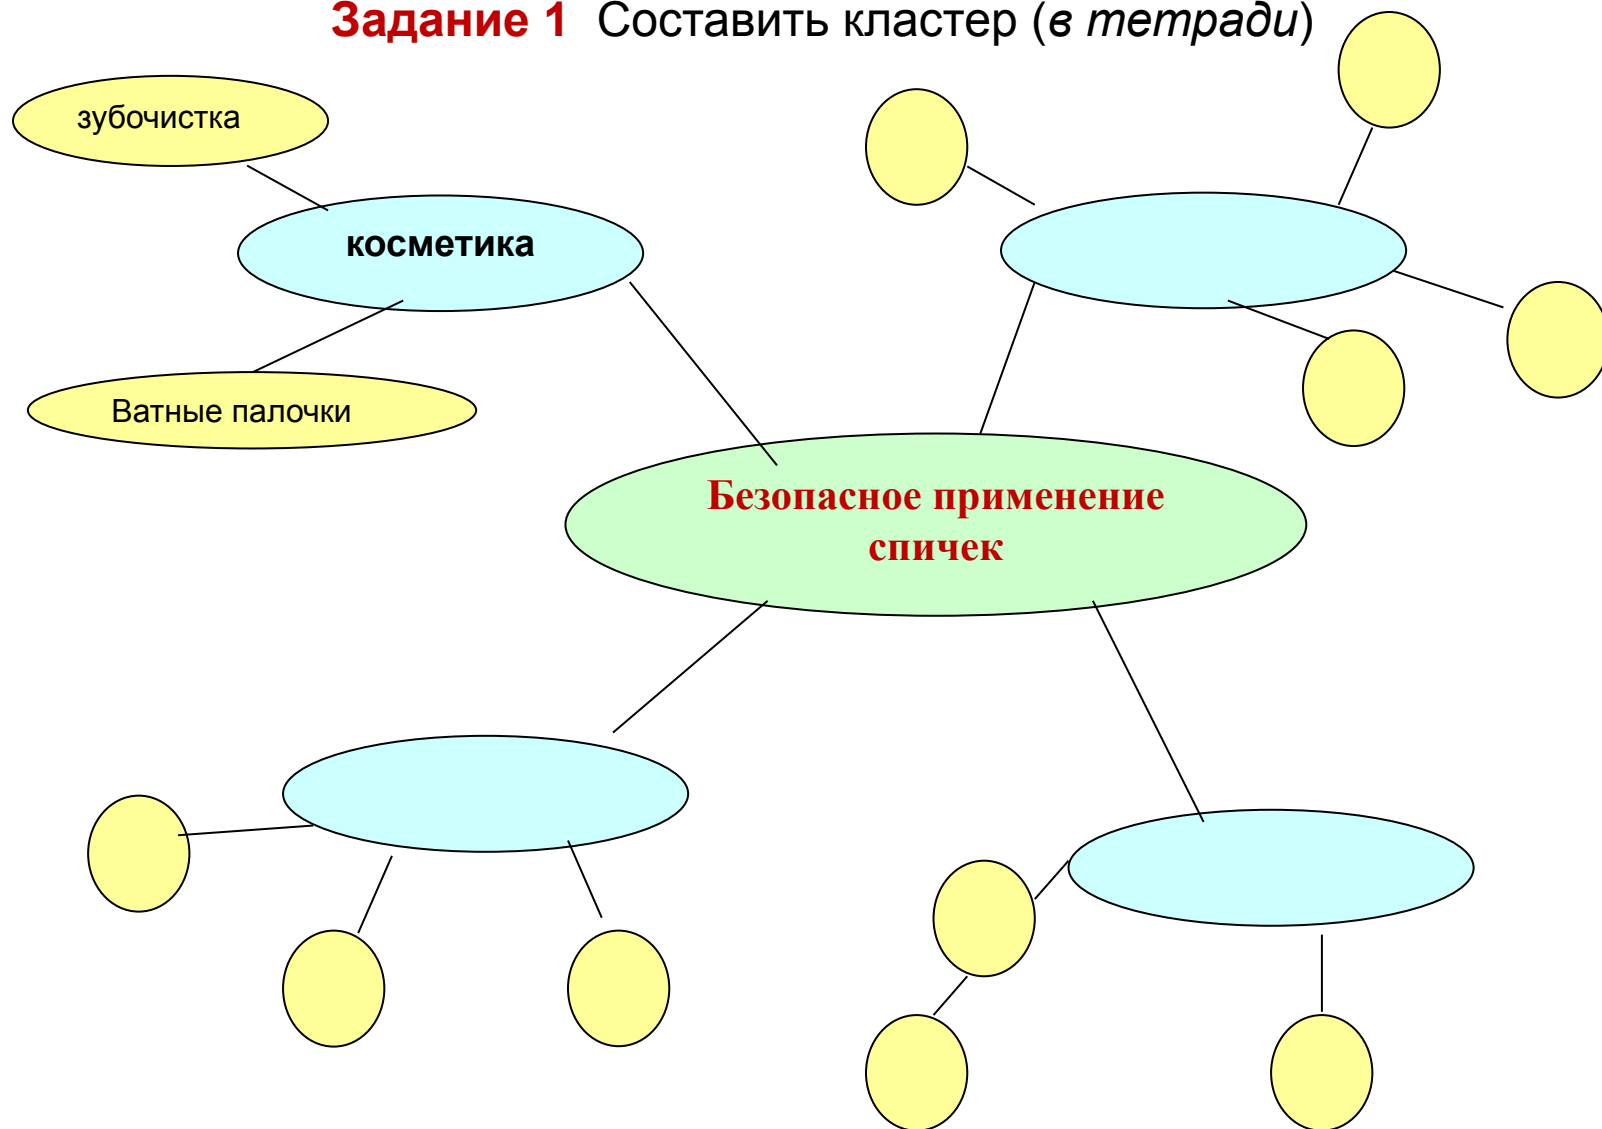 Задание 1 Составить кластер (в тетради)
зубочистка
косметика
Ватные палочки
Безопасное применение
спичек